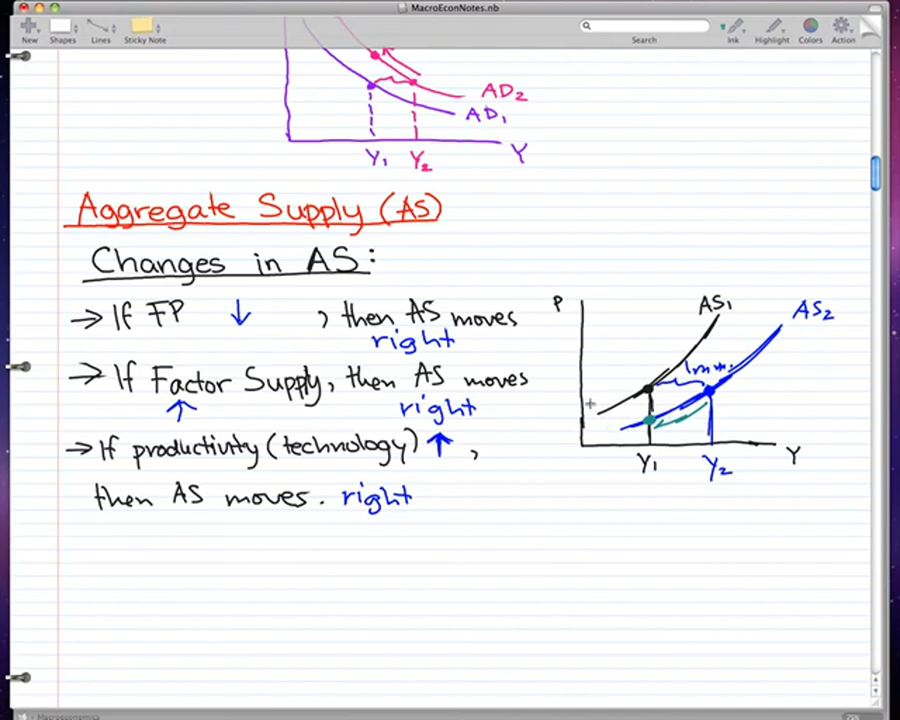 MacroEconNotes.nb
New Shapes Lines Sticky Note Search Ink Highlight Colors Action
AD₂
AD₁
Y₁ Y₂ Y
Aggregate Supply (AS)
Changes in AS:
→ If FP ↓ , then AS moves
right
→ If Factor Supply, then AS moves
↑ right
→ If productivity (technology) ↑ ,
then AS moves. right
P AS₁ AS₂
Y₁ Y₂ Y
Macroeconomics